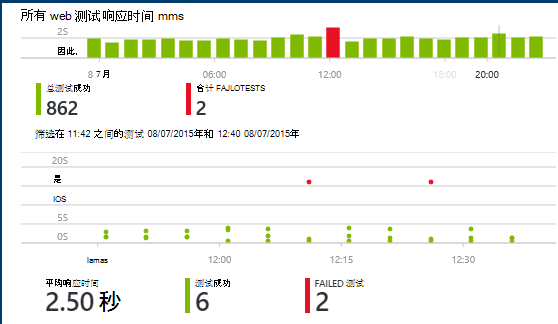 所有 web 测试响应时间 mms
2S
因此,
8 7月 06:00 12:00 18:00 20:00
总测试成功 合计 FAJLOTESTS
862 2
筛选在 11:42 之间的测试 08/07/2015年和 12:40 08/07/2015年
20S
是
IOS
5S
0S
lamas 12:00 12:15 12:30
平均响应时间 测试成功 FAILED 测试
2.50 秒 6 2